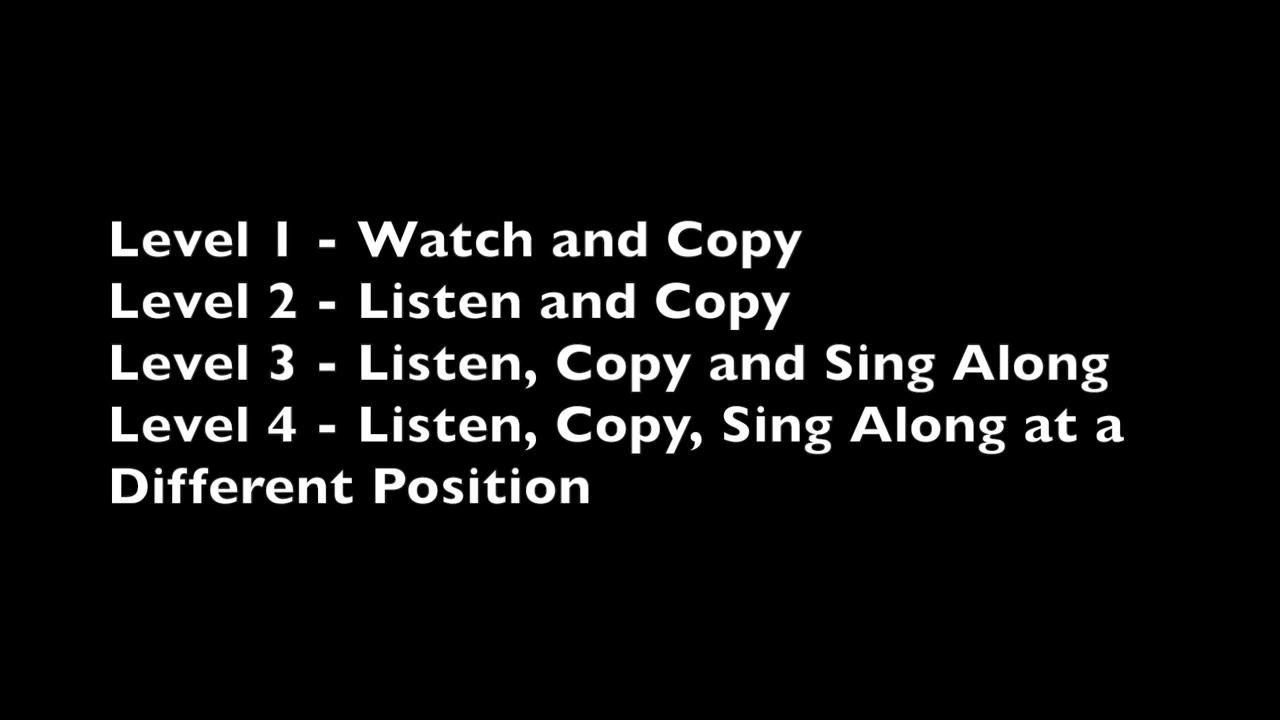 Level 1 - Watch and Copy
Level 2 - Listen and Copy
Level 3 - Listen, Copy and Sing Along
Level 4 - Listen, Copy, Sing Along at a
Different Position